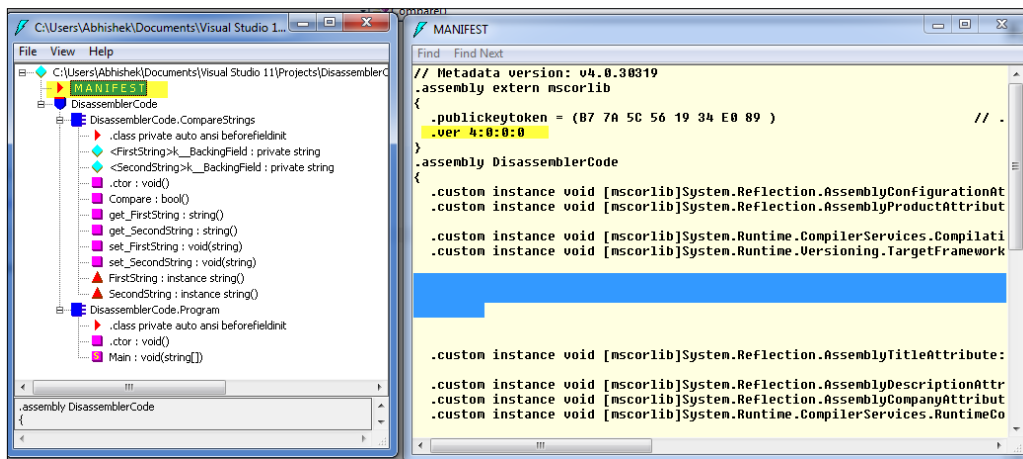 CompareD
C:\Users\Abhishek\Documents\Visual Studio 1...
File View Help
C:\Users\Abhishek\Documents\Visual Studio 11\Projects\DisassemblerC
MANIFEST
DisassemblerCode
DisassemblerCode.CompareStrings
.class private auto ansi beforefieldinit
<FirstString>k__BackingField : private string
<SecondString>k__BackingField : private string
.ctor : void()
Compare : bool()
get_FirstString : string()
get_SecondString : string()
set_FirstString : void(string)
set_SecondString : void(string)
FirstString : instance string()
SecondString : instance string()
DisassemblerCode.Program
.class private auto ansi beforefieldinit
.ctor : void()
S Main : void(string[])
.assembly DisassemblerCode
{
MANIFEST
Find Find Next
// Metadata version: v4.0.30319
.assembly extern mscorlib
{
.publickeytoken = (B7 7A 5C 56 19 34 E0 89 ) // .
.ver 4:0:0:0
}
.assembly DisassemblerCode
{
.custom instance void [mscorlib]System.Reflection.AssemblyConfigurationAt
.custom instance void [mscorlib]System.Reflection.AssemblyProductAttribut
.custom instance void [mscorlib]System.Runtime.CompilerServices.Compilati
.custom instance void [mscorlib]System.Runtime.Versioning.TargetFramework
.custom instance void [mscorlib]System.Reflection.AssemblyTitleAttribute:
.custom instance void [mscorlib]System.Reflection.AssemblyDescriptionAttr
.custom instance void [mscorlib]System.Reflection.AssemblyCompanyAttribut
.custom instance void [mscorlib]System.Runtime.CompilerServices.RuntimeCo